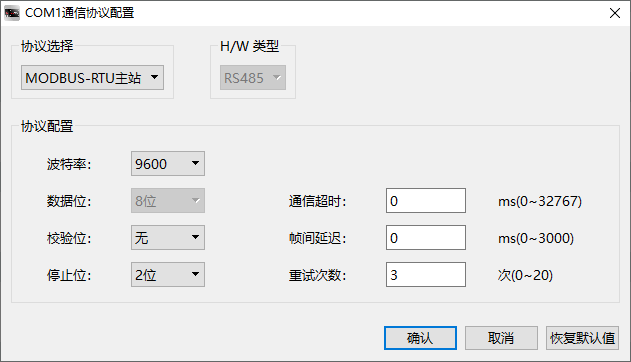 COM1通信协议配置
协议选择
H/W 类型
MODBUS-RTU主站
RS485
协议配置
波特率：
9600
数据位：
8位
通信超时：
0
ms(0~32767)
校验位：
无
帧间延迟：
0
ms(0~3000)
停止位：
2位
重试次数：
3
次(0~20)
确认
取消
恢复默认值